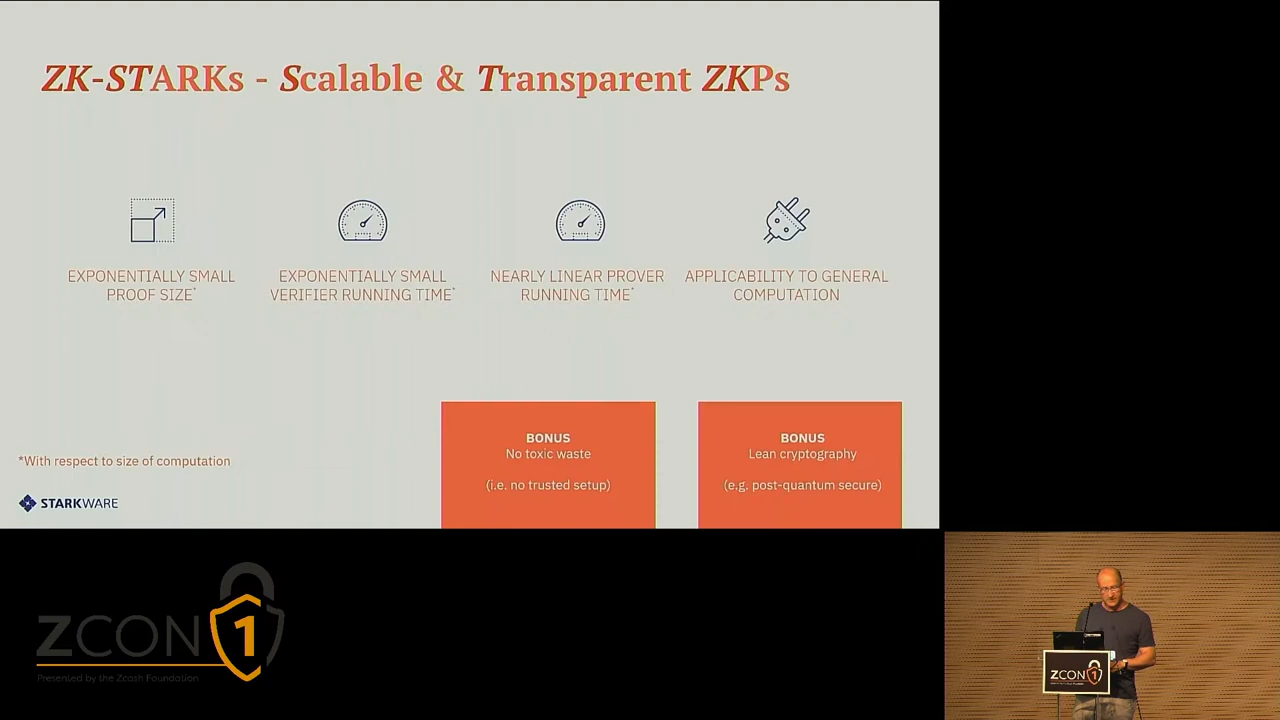 ZK-STARKs - Scalable & Transparent ZKPs
EXPONENTIALLY SMALL
PROOF SIZE*
EXPONENTIALLY SMALL
VERIFIER RUNNING TIME*
NEARLY LINEAR PROVER
RUNNING TIME*
APPLICABILITY TO GENERAL
COMPUTATION
BONUS
No toxic waste
(i.e. no trusted setup)
BONUS
Lean cryptography
(e.g. post-quantum secure)
*With respect to size of computation
STARKWARE
ZCON 1
Presented by the Zcash Foundation
ZCON 1